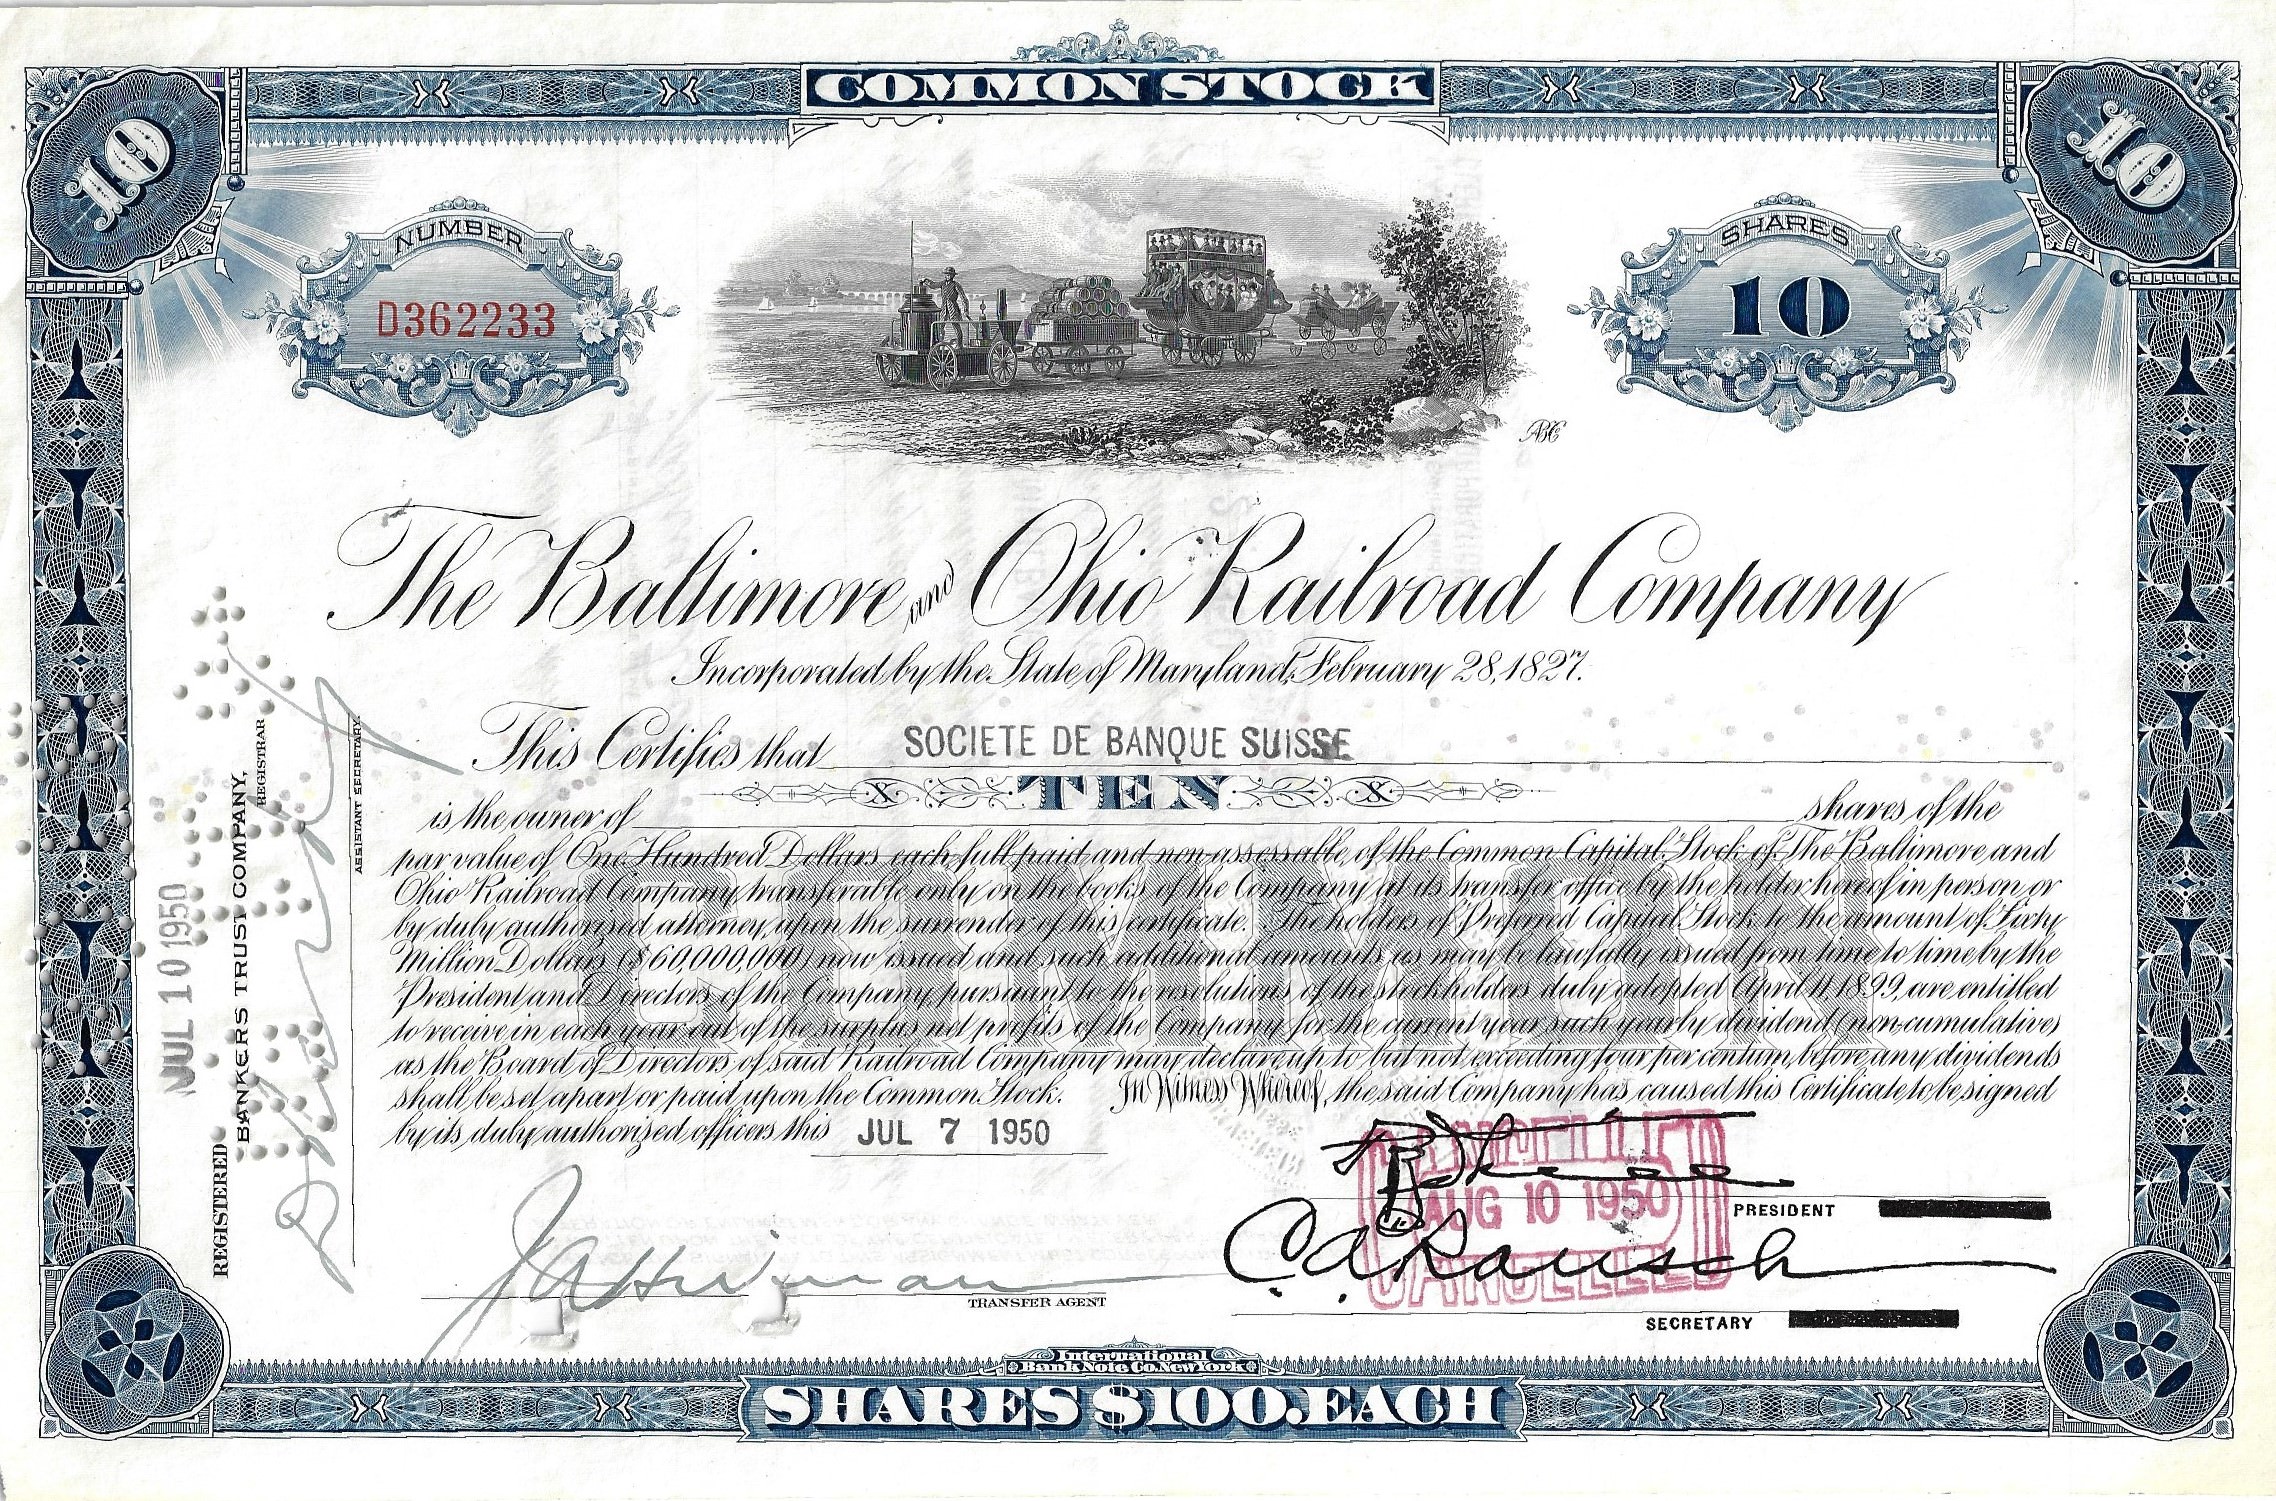 COMMON STOCK
10
10
NUMBER
D362233
SHARES
10
ABC
The Baltimore and Ohio Railroad Company
Incorporated by the State of Maryland, February 28, 1827.
This Certifies that SOCIETE DE BANQUE SUISSE
is the owner of X TEN X shares of the
par value of One Hundred Dollars each, full paid and non-assessable, of the Common Capital Stock of The Baltimore and
Ohio Railroad Company transferable only on the books of the Company at its transfer office by the holder hereof in person or
by duly authorized attorney, upon the surrender of this certificate. The holders of Preferred Capital Stock to the amount of Sixty
Million Dollars ($60,000,000) now issued and such additional amounts as may be lawfully issued from time to time by the
President and Directors of the Company, pursuant to the resolutions of the stockholders duly adopted April 11, 1899, are entitled
to receive in each year out of the surplus net profits of the Company for the current year such yearly dividend (non-cumulative)
as the Board of Directors of said Railroad Company may declare, up to but not exceeding four per centum, before any dividends
shall be set apart or paid upon the Common Stock. In Witness Whereof, the said Company has caused this Certificate to be signed
by its duly authorized officers this JUL 7 1950
COMMON
CANCELLED
AUG 10 1950
CANCELLED
PRESIDENT
C.A. Rausch
SECRETARY
TRANSFER AGENT
JUL 10 1950
REGISTERED
BANKERS TRUST COMPANY,
REGISTRAR
ASSISTANT SECRETARY.
International
Bank Note Co. New York
SHARES $100. EACH